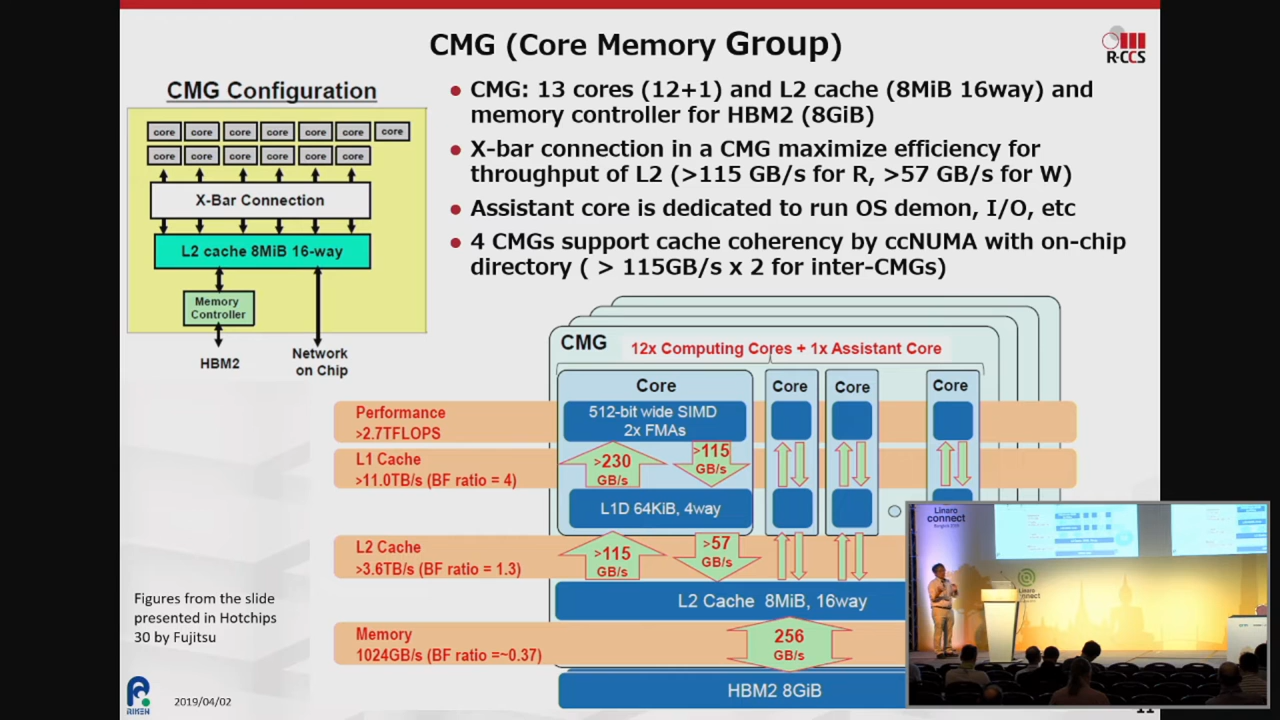 CMG (Core Memory Group)
R-CCS
CMG Configuration
core core core core core core core
core core core core core core
X-Bar Connection
L2 cache 8MiB 16-way
Memory
Controller
HBM2
Network
on Chip
● CMG: 13 cores (12+1) and L2 cache (8MiB 16way) and
memory controller for HBM2 (8GiB)
● X-bar connection in a CMG maximize efficiency for
throughput of L2 (>115 GB/s for R, >57 GB/s for W)
● Assistant core is dedicated to run OS demon, I/O, etc
● 4 CMGs support cache coherency by ccNUMA with on-chip
directory ( > 115GB/s x 2 for inter-CMGs)
CMG
12x Computing Cores + 1x Assistant Core
Core Core Core Core
Performance
>2.7TFLOPS
512-bit wide SIMD
2x FMAs
L1 Cache
>11.0TB/s (BF ratio = 4)
>230
GB/s
>115
GB/s
L1D 64KiB, 4way
L2 Cache
>3.6TB/s (BF ratio = 1.3)
>115
GB/s
>57
GB/s
L2 Cache 8MiB, 16way
Memory
1024GB/s (BF ratio =~0.37)
256
GB/s
HBM2 8GiB
Figures from the slide
presented in Hotchips
30 by Fujitsu
RIKEN
2019/04/02
Linaro
connect
Linaro
connect